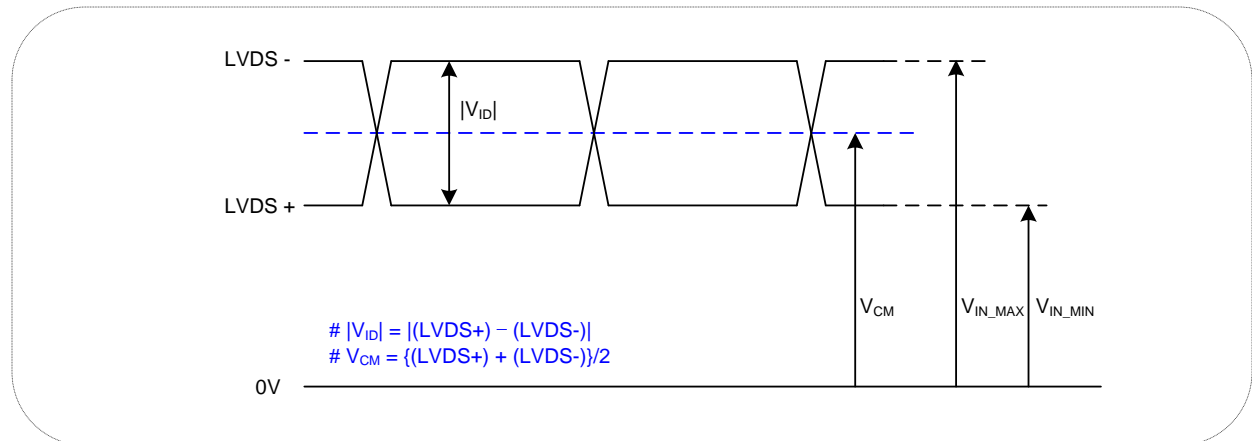 LVDS -
|VID|
LVDS +
VCM
VIN_MAX
VIN_MIN
# |VID| = |(LVDS+) − (LVDS-)|
# VCM = {(LVDS+) + (LVDS-)}/2
0V